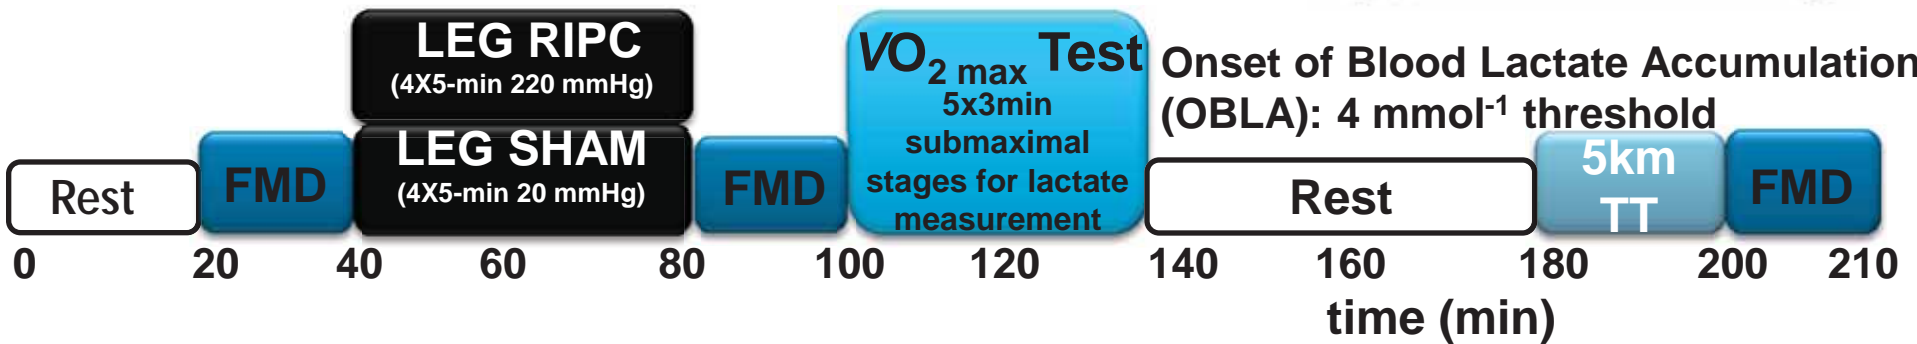 Rest
FMD
LEG RIPC
(4X5-min 220 mmHg)
LEG SHAM
(4X5-min 20 mmHg)
FMD
VO2 max Test
5x3min
submaximal
stages for lactate
measurement
Onset of Blood Lactate Accumulation
(OBLA): 4 mmol-1 threshold
Rest
5km
TT
FMD
0 20 40 60 80 100 120 140 160 180 200 210
time (min)